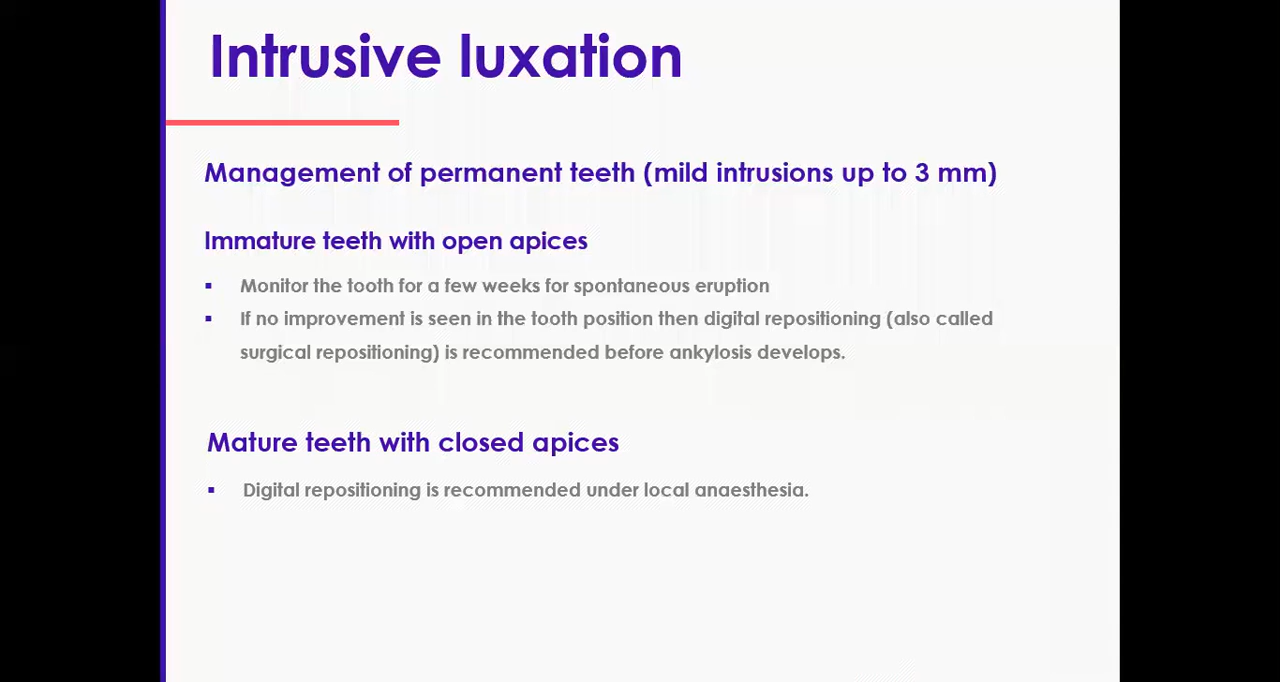 Intrusive luxation
Management of permanent teeth (mild intrusions up to 3 mm)
Immature teeth with open apices
▪ Monitor the tooth for a few weeks for spontaneous eruption
▪ If no improvement is seen in the tooth position then digital repositioning (also called
surgical repositioning) is recommended before ankylosis develops.
Mature teeth with closed apices
▪ Digital repositioning is recommended under local anaesthesia.